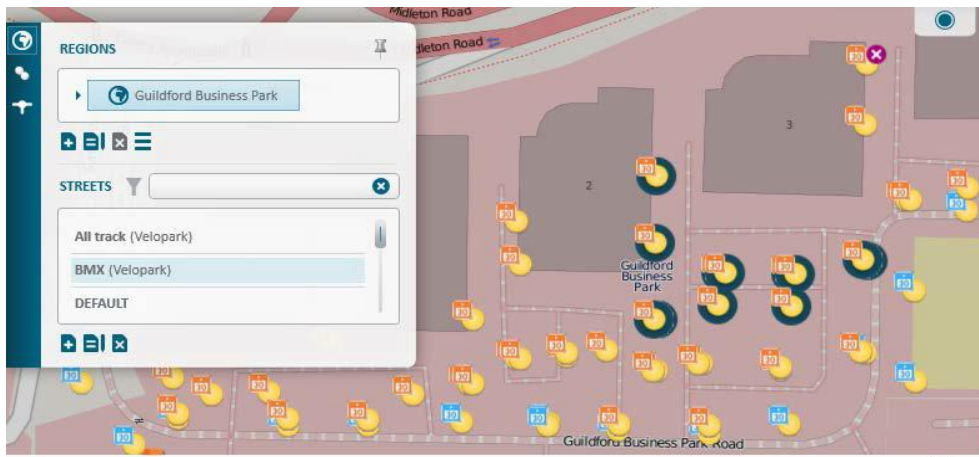 Midleton Road
Midleton Road
REGIONS
Guildford Business Park
STREETS
All track (Velopark)
BMX (Velopark)
DEFAULT
2
3
Guildford
Business
Park
Guildford Business Park Road